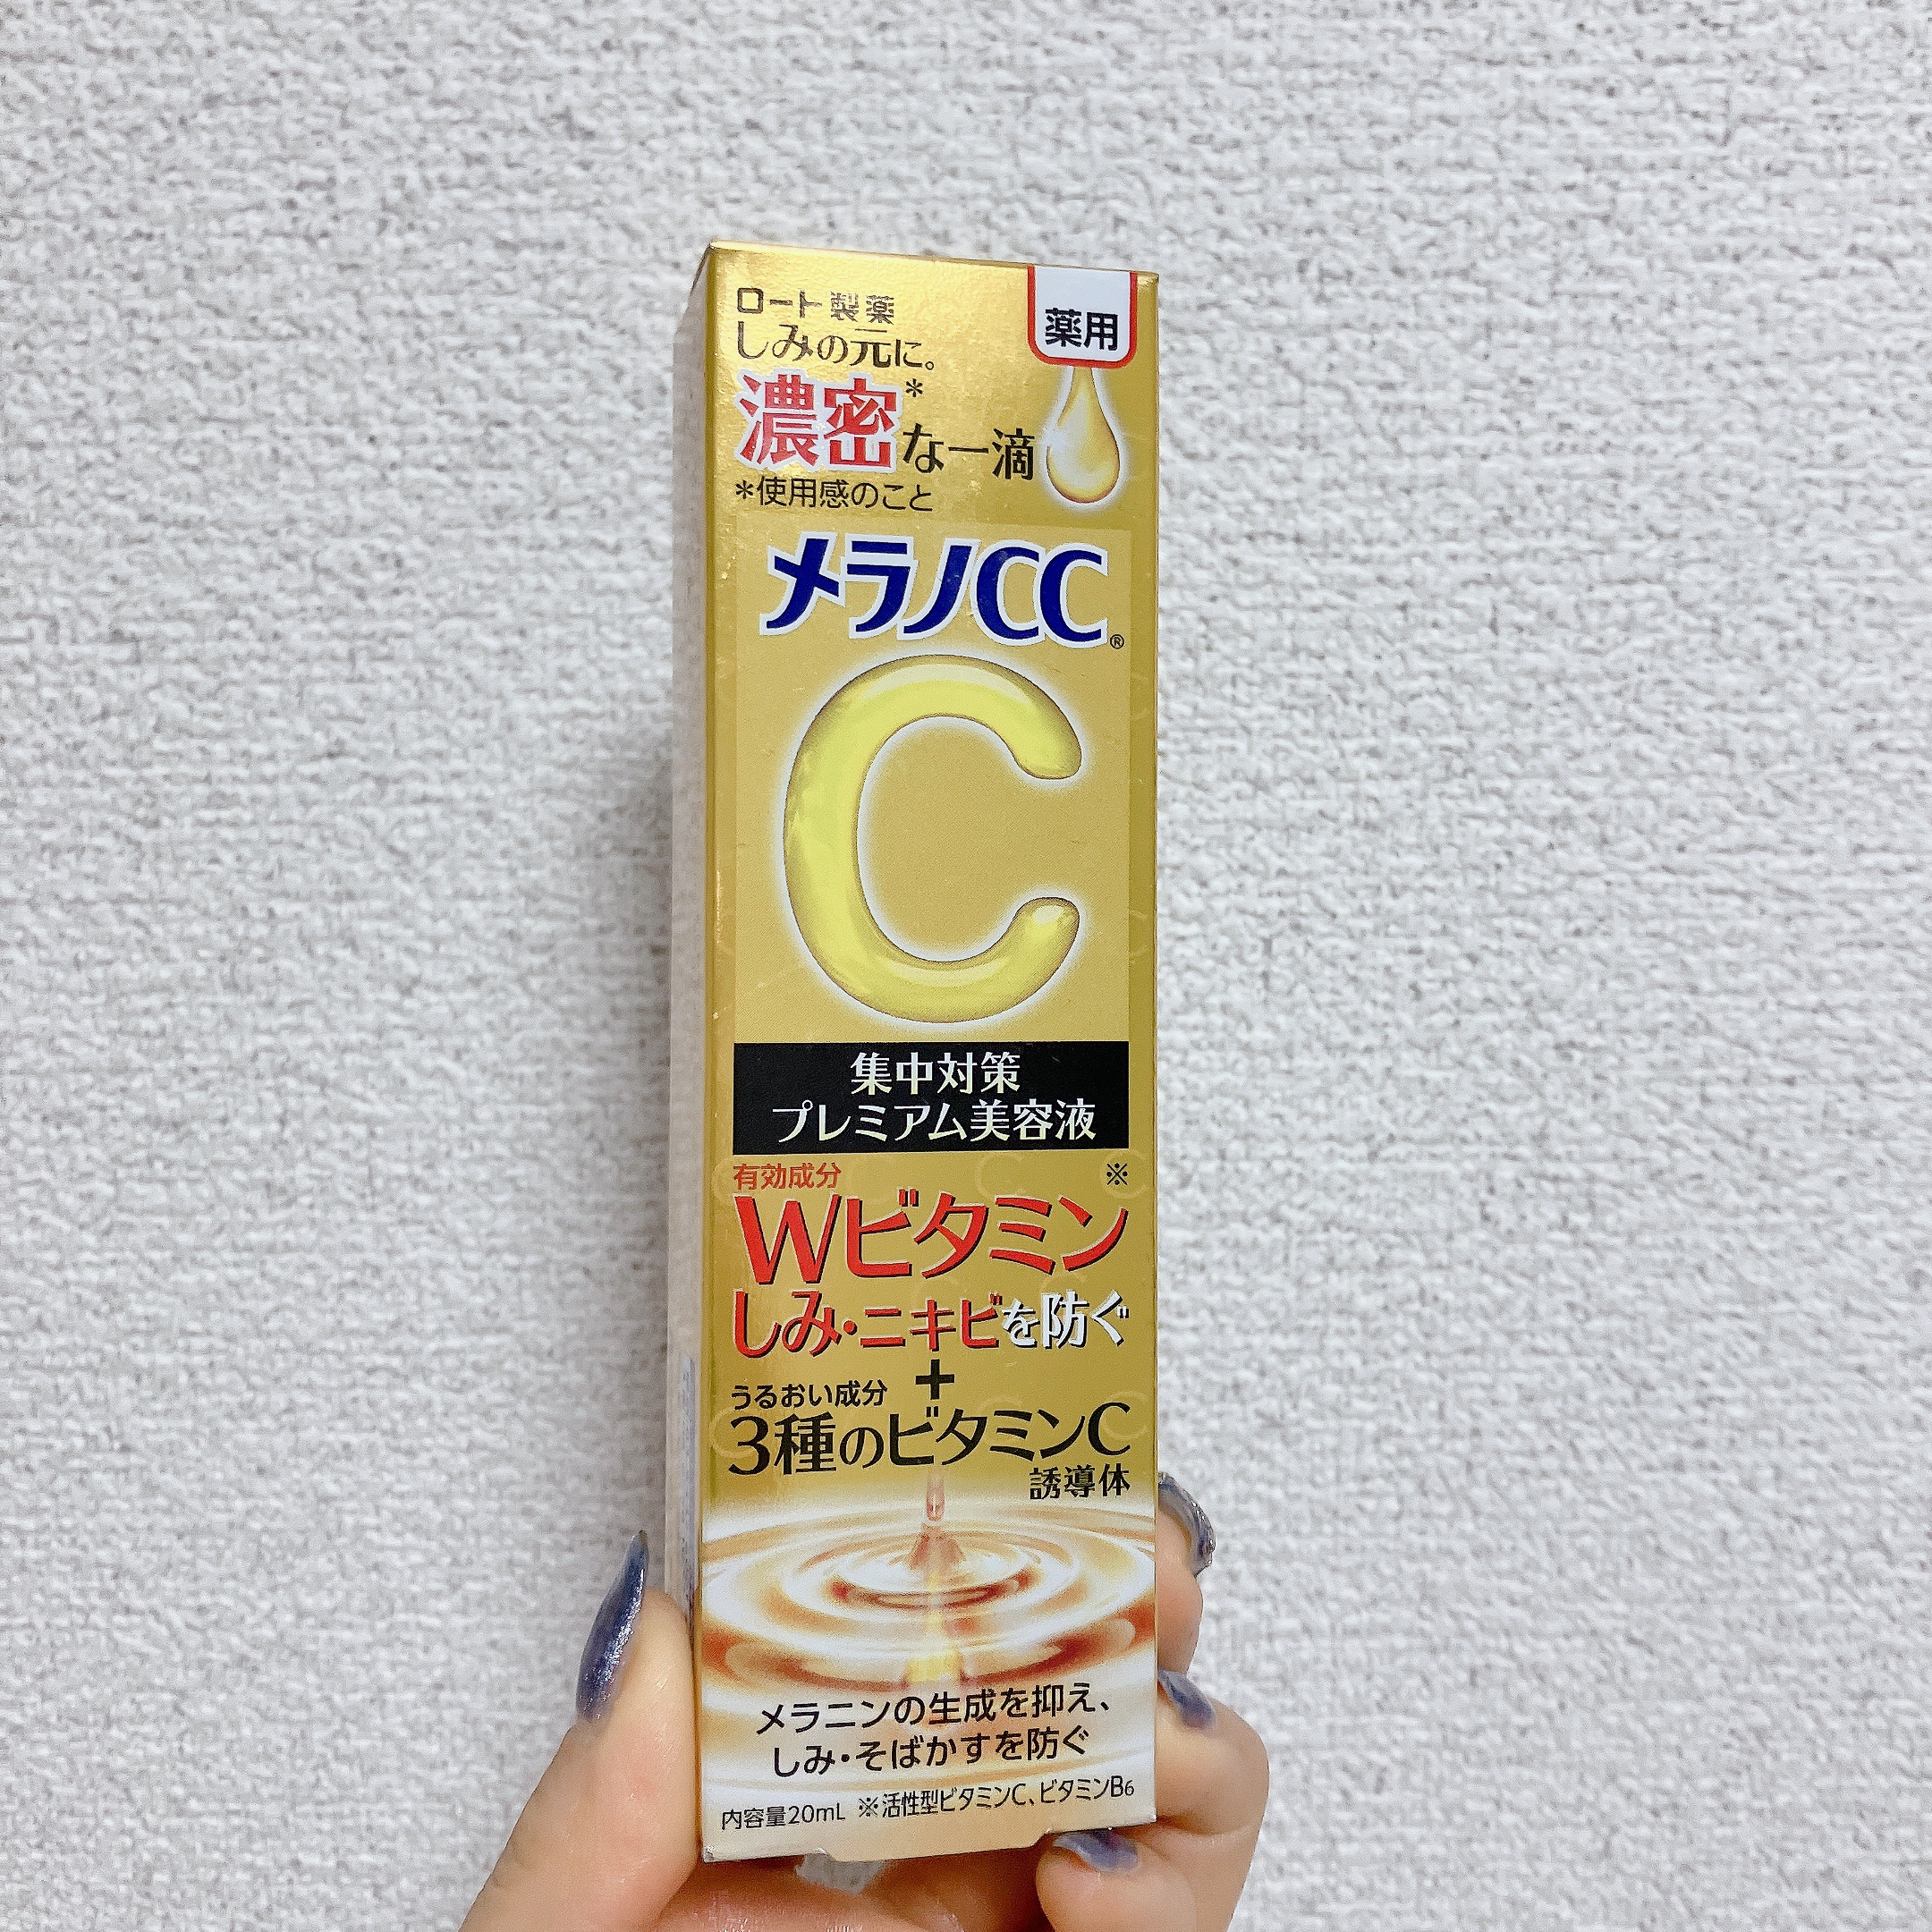 ロート製薬
薬用
しみの元に。
濃密*な一滴
*使用感のこと
メラノCC®
C
集中対策
プレミアム美容液
有効成分 ※
Wビタミン
しみ・ニキビを防ぐ
+
うるおい成分
3種のビタミンC
誘導体
メラニンの生成を抑え、
しみ・そばかすを防ぐ
内容量20mL ※活性型ビタミンC、ビタミンB6